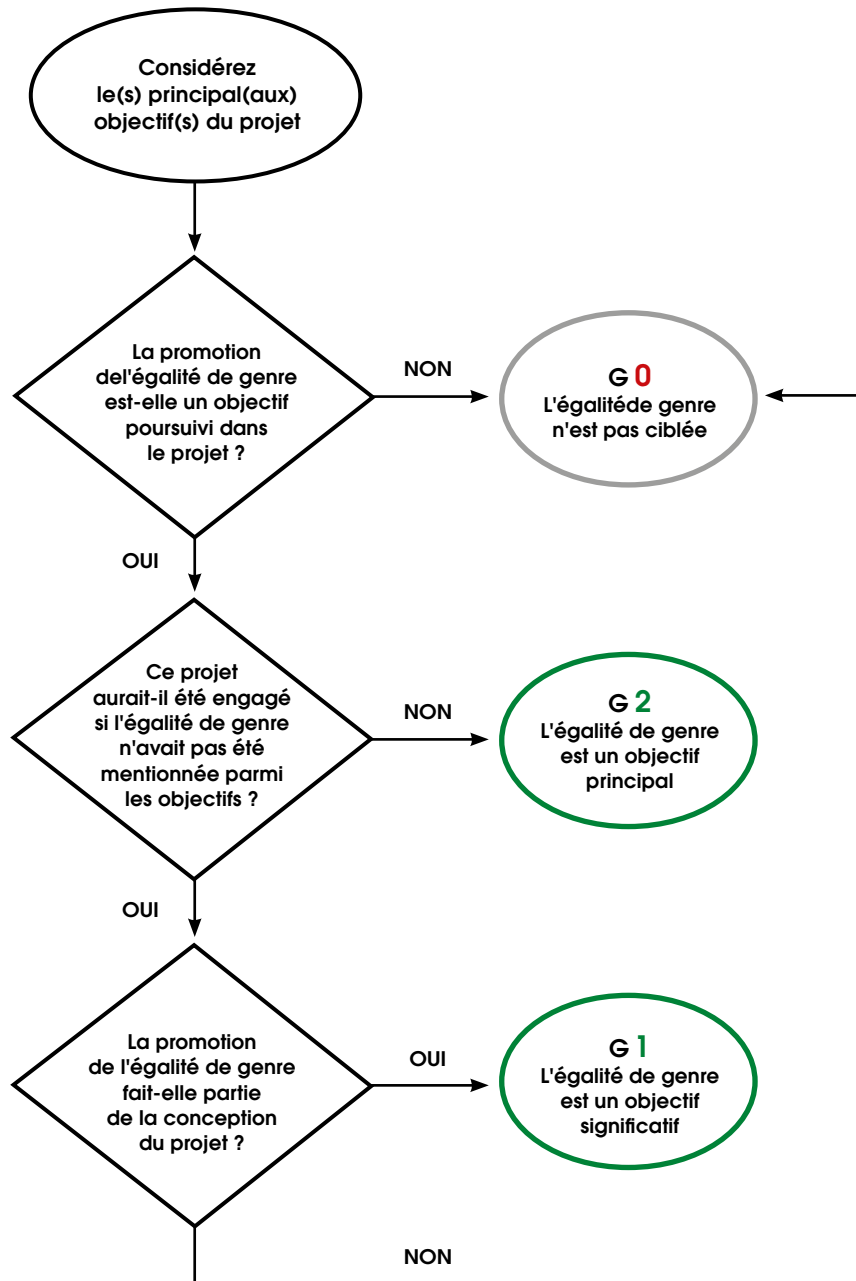 Considérez
le(s) principal(aux)
objectif(s) du projet
La promotion
del'égalité de genre
est-elle un objectif
poursuivi dans
le projet ?
NON
G 0
L'égalitéde genre
n'est pas ciblée
OUI
Ce projet
aurait-il été engagé
si l'égalité de genre
n'avait pas été
mentionnée parmi
les objectifs ?
NON
G 2
L'égalité de genre
est un objectif
principal
OUI
La promotion
de l'égalité de genre
fait-elle partie
de la conception
du projet ?
OUI
G 1
L'égalité de genre
est un objectif
significatif
NON